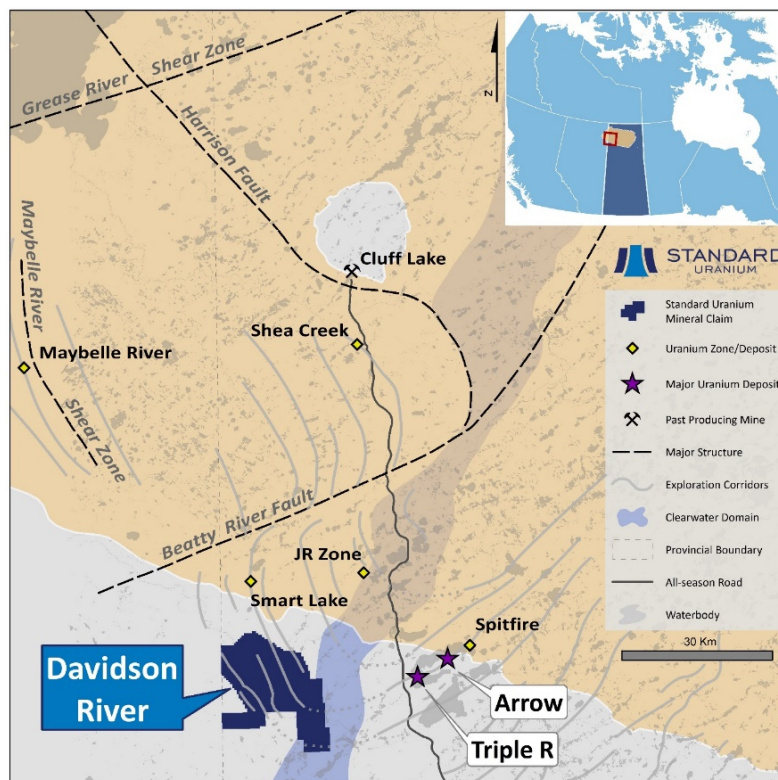 Grease River Shear Zone
Harrison Fault
N
Maybelle River
Shear Zone
Cluff Lake
Shea Creek
Maybelle River
Beatty River Fault
JR Zone
Smart Lake
Spitfire
Davidson
River
Arrow
Triple R
STANDARD
URANIUM
Standard Uranium
Mineral Claim
Uranium Zone/Deposit
Major Uranium Deposit
Past Producing Mine
Major Structure
Exploration Corridors
Clearwater Domain
Provincial Boundary
All-season Road
Waterbody
30 Km